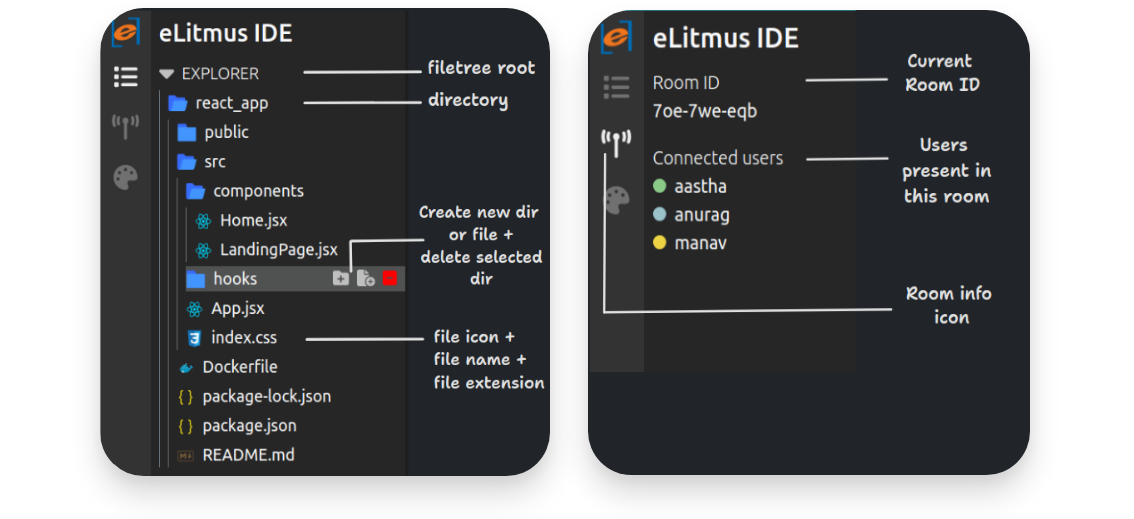 eLitmus IDE
EXPLORER
react_app
public
src
components
Home.jsx
LandingPage.jsx
hooks
App.jsx
index.css
Dockerfile
{ } package-lock.json
{ } package.json
README.md
filetree root
directory
Create new dir
or file +
delete selected
dir
file icon +
file name +
file extension
eLitmus IDE
Room ID
7oe-7we-eqb
Connected users
aastha
anurag
manav
Current
Room ID
Users
present in
this room
Room info
icon